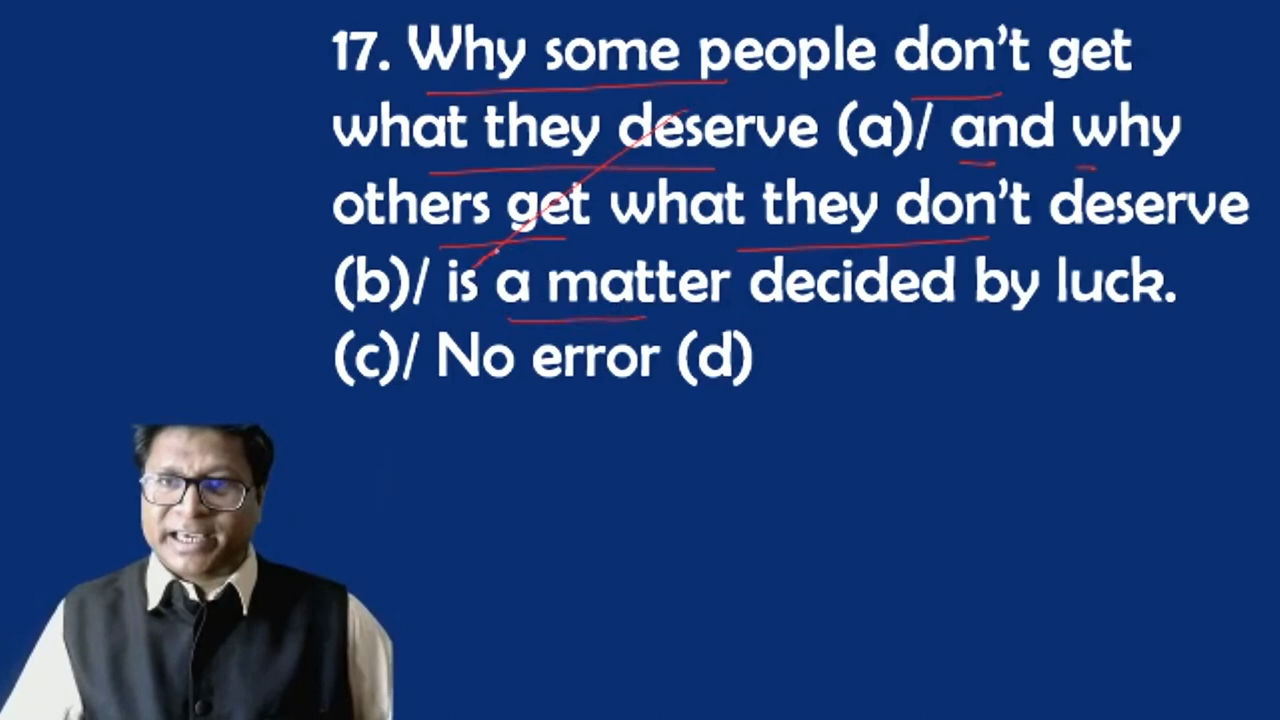 17. Why some people don't get
what they deserve (a)/ and why
others get what they don't deserve
(b)/ is a matter decided by luck.
(c)/ No error (d)